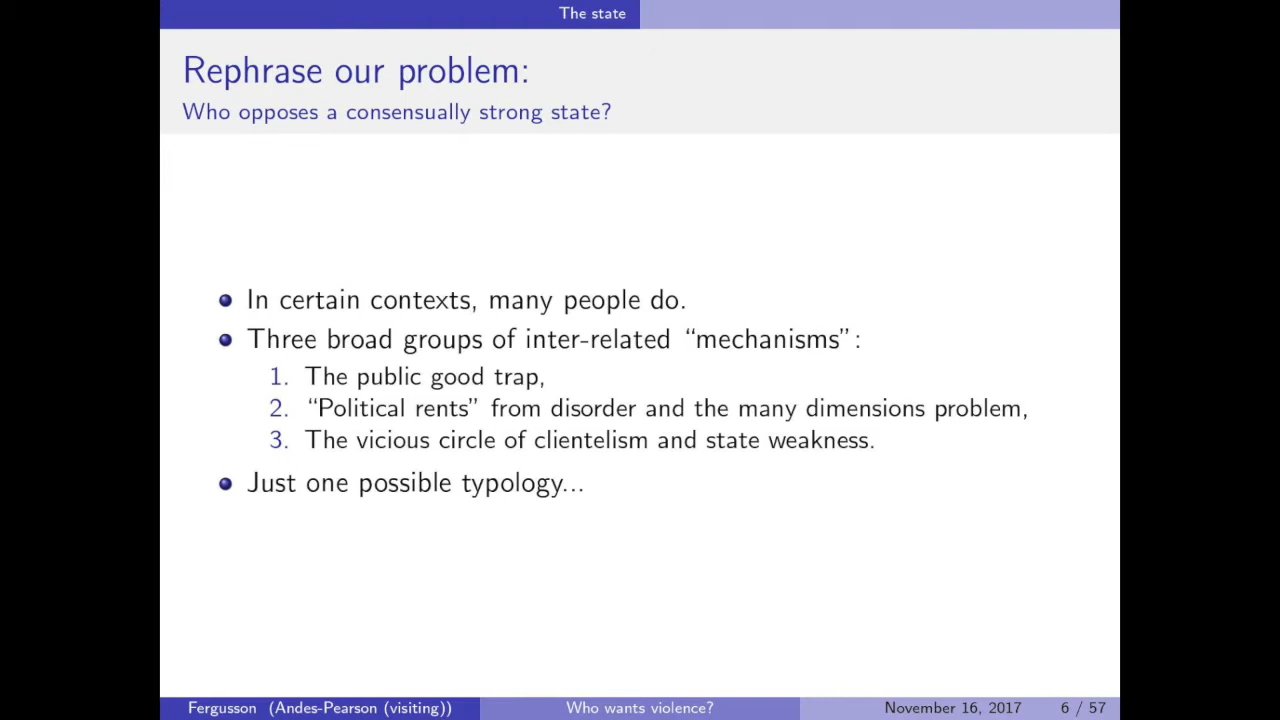 The state
Rephrase our problem:
Who opposes a consensually strong state?
In certain contexts, many people do.
Three broad groups of inter-related “mechanisms”:
1. The public good trap,
2. “Political rents” from disorder and the many dimensions problem,
3. The vicious circle of clientelism and state weakness.
Just one possible typology...
Fergusson (Andes-Pearson (visiting)) Who wants violence? November 16, 2017 6 / 57